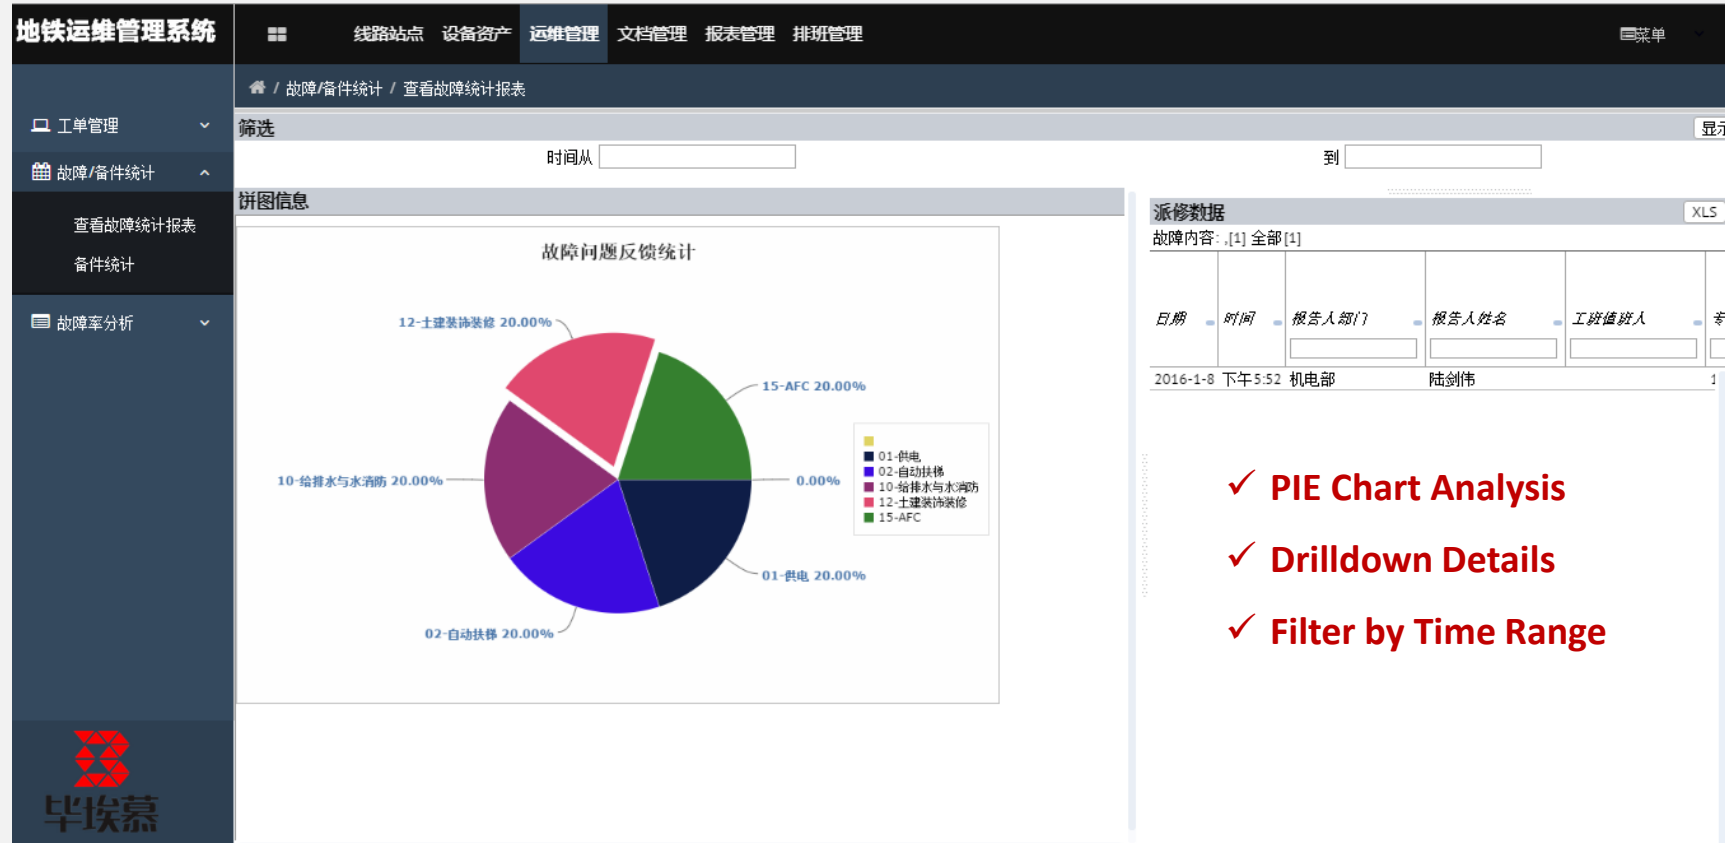 地铁运维管理系统
线路站点 设备资产 运维管理 文档管理 报表管理 排班管理
菜单
/ 故障/备件统计 / 查看故障统计报表
工单管理
故障/备件统计
查看故障统计报表
备件统计
故障率分析
毕埃慕
筛选
显示
时间从
到
饼图信息
故障问题反馈统计
12-土建装饰装修 20.00%
15-AFC 20.00%
10-给排水与水消防 20.00%
0.00%
01-供电 20.00%
02-自动扶梯 20.00%
01-供电
02-自动扶梯
10-给排水与水消防
12-土建装饰装修
15-AFC
派修数据
XLS
故障内容: ,[1] 全部[1]
日期 时间 报告人部门 报告人姓名 工班值班人 专
2016-1-8 下午5:52 机电部 陆剑伟 1
✓ PIE Chart Analysis
✓ Drilldown Details
✓ Filter by Time Range